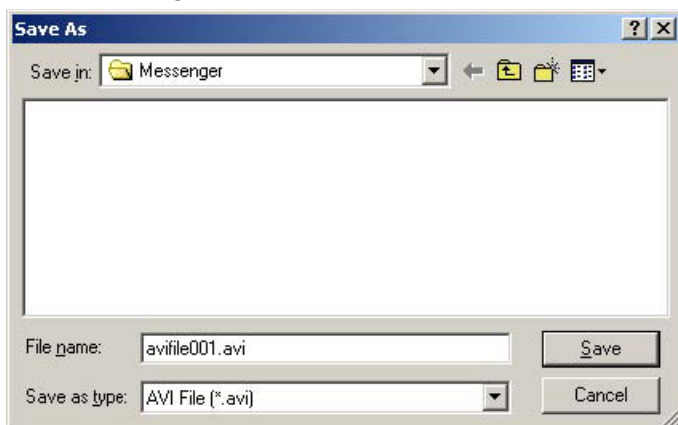 Save As
Save in: Messenger
File name: avifile001.avi
Save
Save as type: AVI File (*.avi)
Cancel